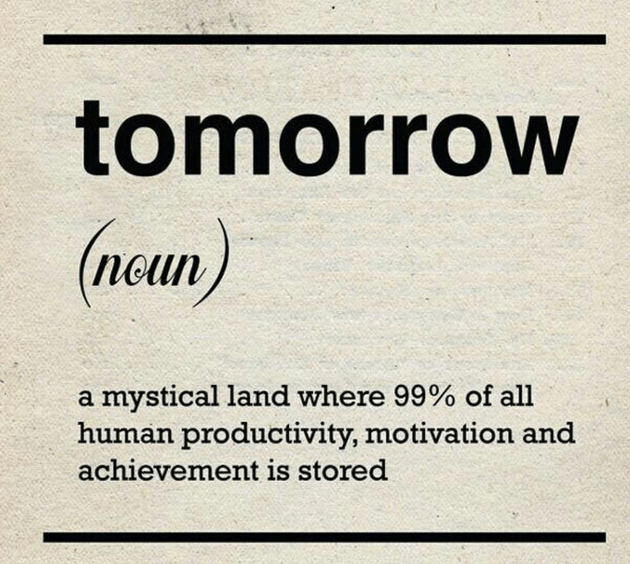 tomorrow
(noun)
a mystical land where 99% of all
human productivity, motivation and
achievement is stored